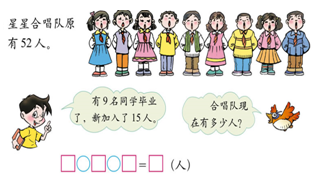 星星合唱队原
有52人。
有9名同学毕业
了，新加入了15人。
合唱队现
在有多少人？
□○□○□=□（人）